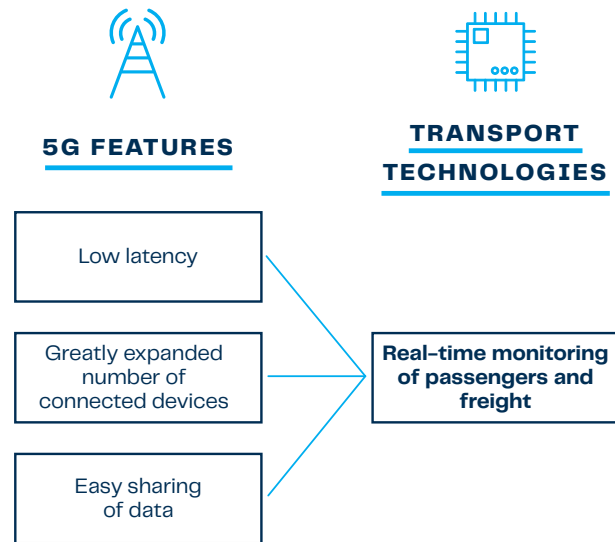 5G FEATURES
TRANSPORT
TECHNOLOGIES
Low latency
Greatly expanded
number of
connected devices
Easy sharing
of data
Real-time monitoring
of passengers and
freight